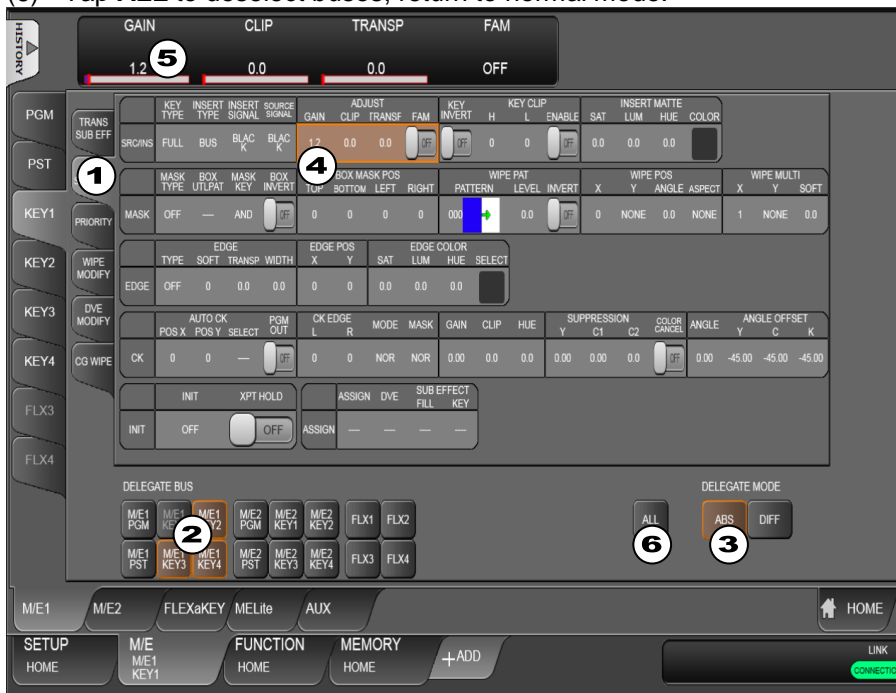 (6) Tap ALL to deselect buses, return to normal mode.
HISTORY
GAIN CLIP TRANSP FAM
1.2 5 0.0 0.0 OFF
PGM
PST
KEY1
KEY2
KEY3
KEY4
FLX3
FLX4
TRANS
SUB EFF
1
PRIORITY
WIPE
MODIFY
DVE
MODIFY
CG WIPE
KEY TYPE INSERT TYPE INSERT SIGNAL SOURCE SIGNAL ADJUST GAIN CLIP TRANSF FAM KEY INVERT KEY CLIP H L ENABLE INSERT MATTE SAT LUM HUE COLOR
SRC/INS FULL BUS BLACK BLACK 1.2 0.0 0.0 OFF OFF 0 0 OFF 0.0 0.0 0.0
4
MASK TYPE BOX UTLPAT MASK KEY BOX INVERT BOX MASK POS TOP BOTTOM LEFT RIGHT WIPE PAT PATTERN LEVEL INVERT WIPE POS X Y ANGLE ASPECT WIPE MULTI X Y SOFT
MASK OFF — AND OFF 0 0 0 0 000 0.0 OFF 0 NONE 0.0 NONE 1 NONE 0.0
EDGE TYPE SOFT TRANSP WIDTH EDGE POS X Y EDGE COLOR SAT LUM HUE SELECT
EDGE OFF 0 0.0 0.0 0 0 0.0 0.0 0.0
AUTO CK POS X POS Y SELECT PGM OUT CK EDGE L R MODE MASK GAIN CLIP HUE SUPPRESSION Y C1 C2 COLOR CANCEL ANGLE ANGLE OFFSET Y C K
CK 0 0 — OFF 0 0 NOR NOR 0.00 0.0 0.0 0.00 0.00 0.0 OFF 0.00 -45.00 -45.00 -45.00
INIT XPT HOLD ASSIGN DVE SUB EFFECT FILL KEY
INIT OFF OFF ASSIGN — — — —
DELEGATE BUS DELEGATE MODE
M/E1 PGM M/E1 M/E1 KEY2 M/E2 PGM M/E2 KEY1 M/E2 KEY2 FLX1 FLX2 ALL ABS DIFF
2 6 3
M/E1 PST M/E1 KEY3 M/E1 KEY4 M/E2 PST M/E2 KEY3 M/E2 KEY4 FLX3 FLX4
M/E1 M/E2 FLEXaKEY MELite AUX HOME
SETUP HOME
M/E M/E1 KEY1
FUNCTION HOME
MEMORY HOME
+ADD
LINK
CONNECTIO